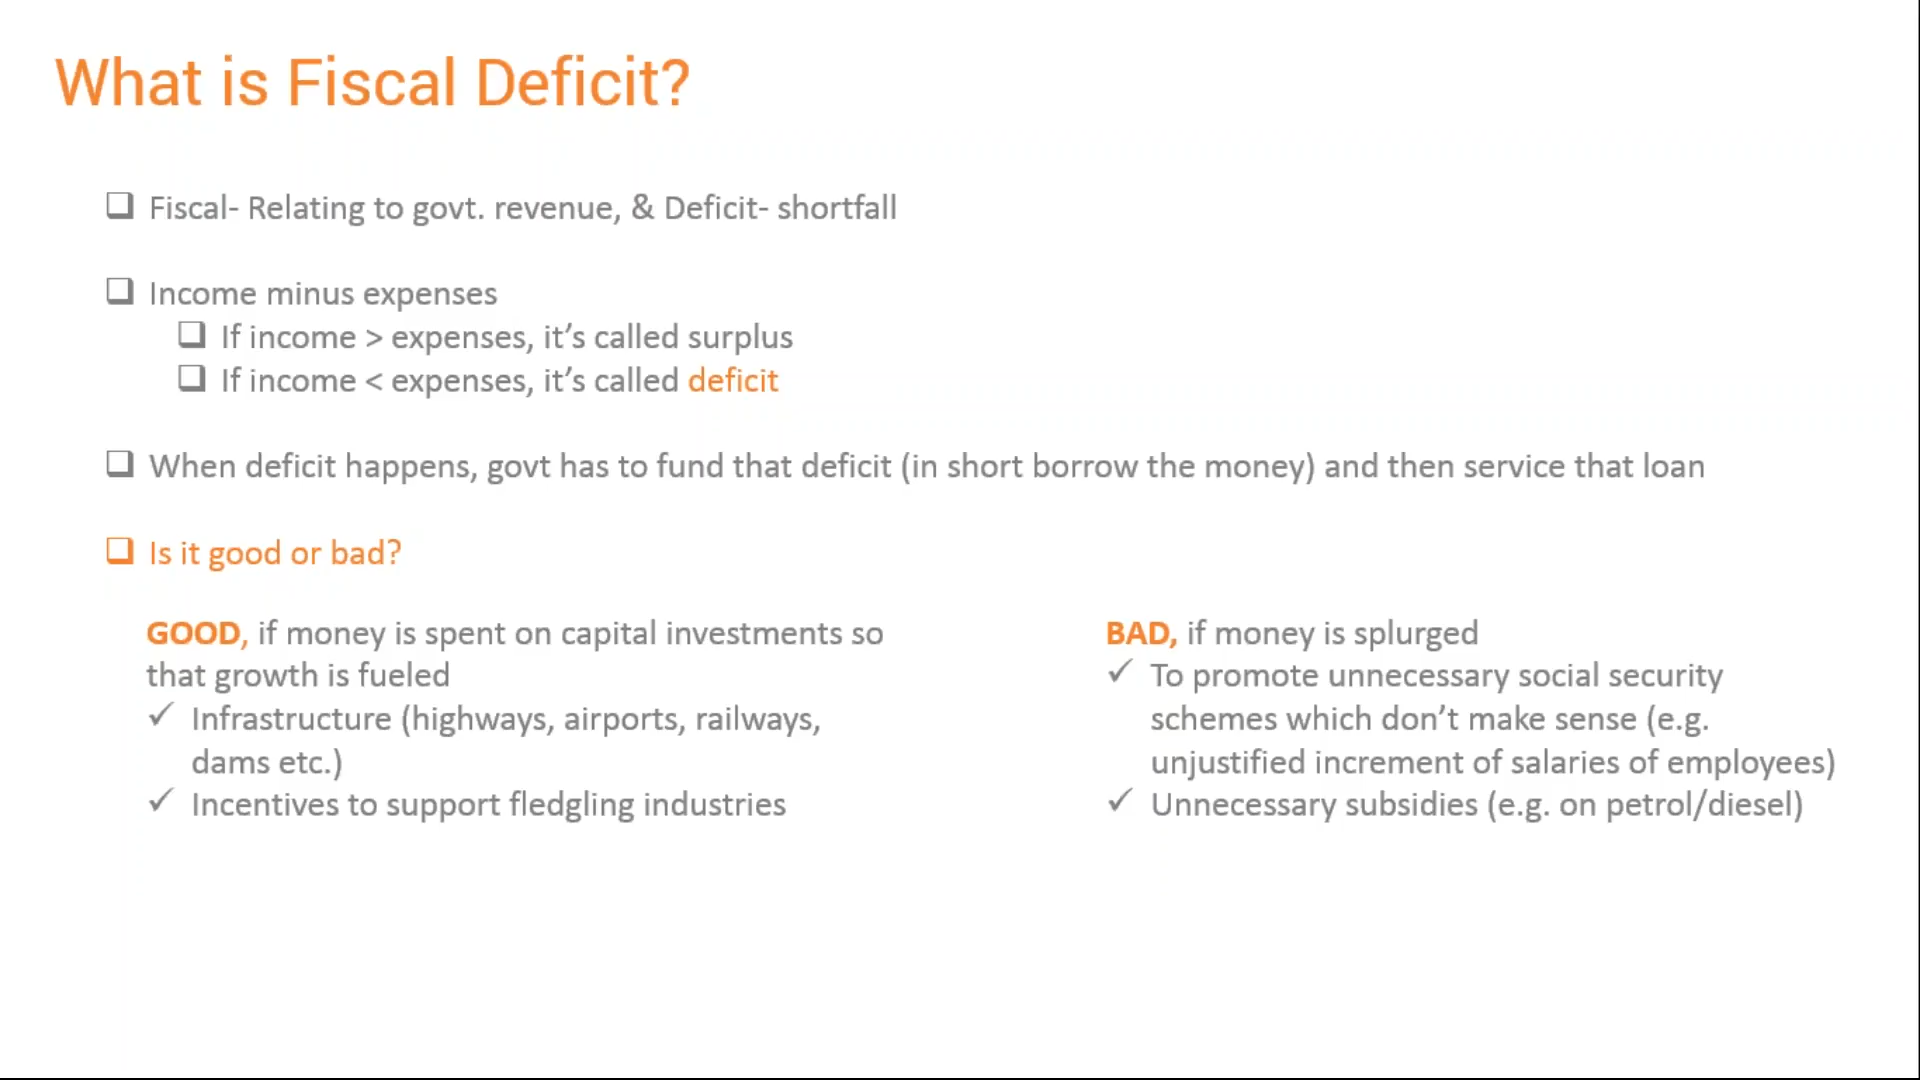 What is Fiscal Deficit?
❑ Fiscal- Relating to govt. revenue, & Deficit- shortfall
❑ Income minus expenses
❑ If income > expenses, it’s called surplus
❑ If income < expenses, it’s called deficit
❑ When deficit happens, govt has to fund that deficit (in short borrow the money) and then service that loan
❑ Is it good or bad?
GOOD, if money is spent on capital investments so
that growth is fueled
✓ Infrastructure (highways, airports, railways,
dams etc.)
✓ Incentives to support fledgling industries
BAD, if money is splurged
✓ To promote unnecessary social security
schemes which don’t make sense (e.g.
unjustified increment of salaries of employees)
✓ Unnecessary subsidies (e.g. on petrol/diesel)